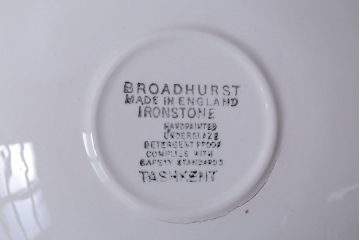 BROADHURST
MADE IN ENGLAND
IRONSTONE
HANDPAINTED
UNDERGLAZE
DETERGENT PROOF
COMPLIES WITH
SAFETY STANDARDS
TASHKENT